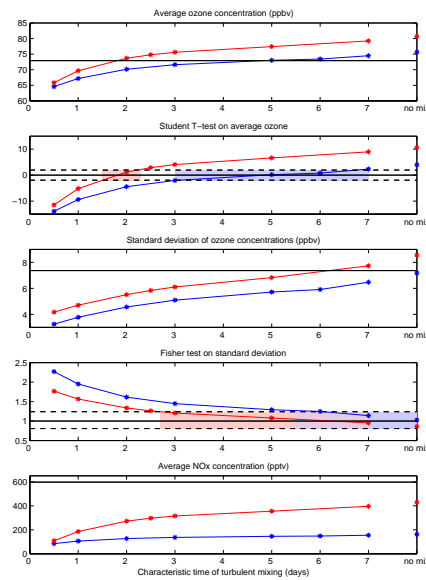 Average ozone concentration (ppbv)
85
80
75
70
65
60
0 1 2 3 4 5 6 7 no mi
Student T−test on average ozone
10
0
−10
0 1 2 3 4 5 6 7 no mi
Standard deviation of ozone concentrations (ppbv)
8
6
4
0 1 2 3 4 5 6 7 no mi
Fisher test on standard deviation
2.5
2
1.5
1
0.5
0 1 2 3 4 5 6 7 no mi
Average NOx concentration (pptv)
600
400
200
0
0 1 2 3 4 5 6 7 no mi
Characteristic time of turbulent mixing (days)